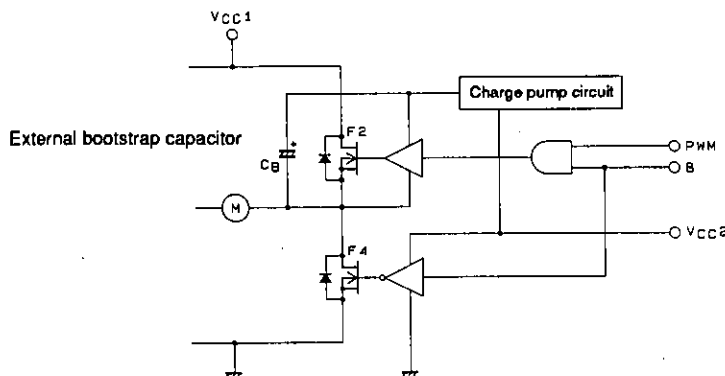 VCC1
Charge pump circuit
External bootstrap capacitor
F2
CB
PWM
B
M
VCC2
F4